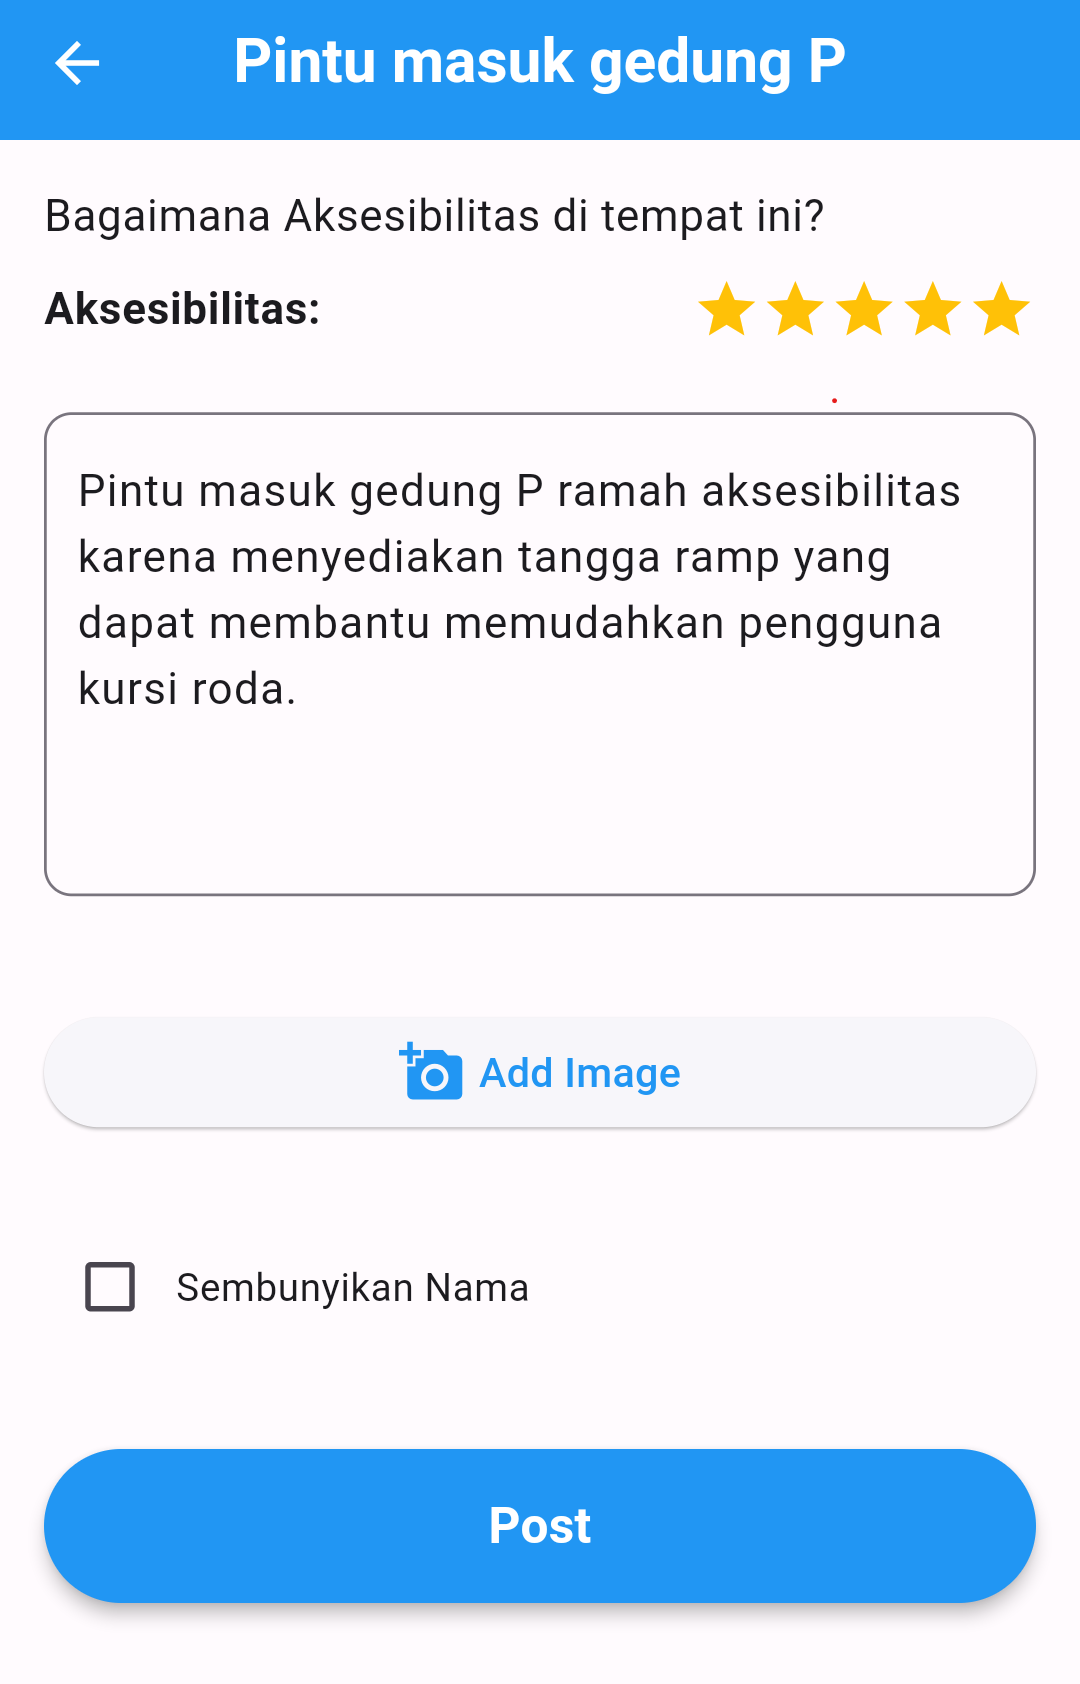 Pintu masuk gedung P
Bagaimana Aksesibilitas di tempat ini?
Aksesibilitas:
Pintu masuk gedung P ramah aksesibilitas
karena menyediakan tangga ramp yang
dapat membantu memudahkan pengguna
kursi roda.
Add Image
Sembunyikan Nama
Post